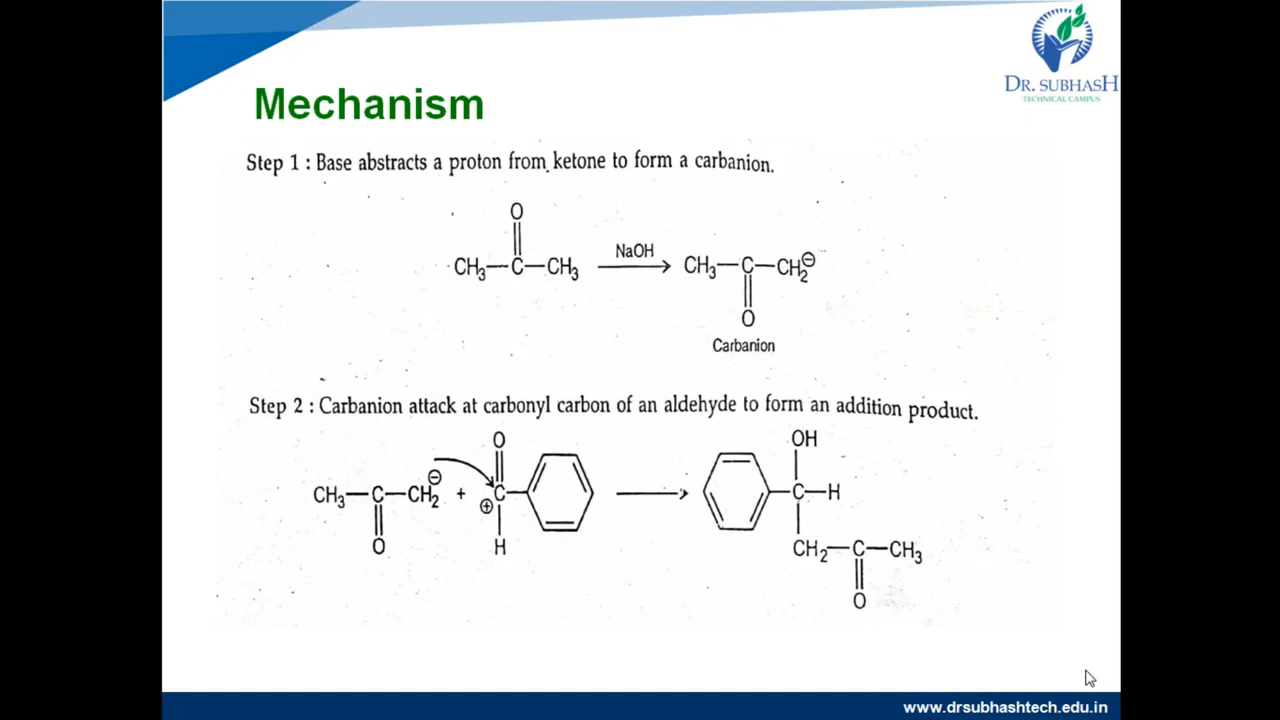 DR. SUBHASH
TECHNICAL CAMPUS
Mechanism
Step 1 : Base abstracts a proton from ketone to form a carbanion.
O
CH3—C—CH3 NaOH CH3—C—CH2⊖
O
Carbanion
Step 2 : Carbanion attack at carbonyl carbon of an aldehyde to form an addition product.
O OH
CH3—C—CH2⊖ + ⊕C C—H
O H CH2—C—CH3
O
www.drsubhashtech.edu.in